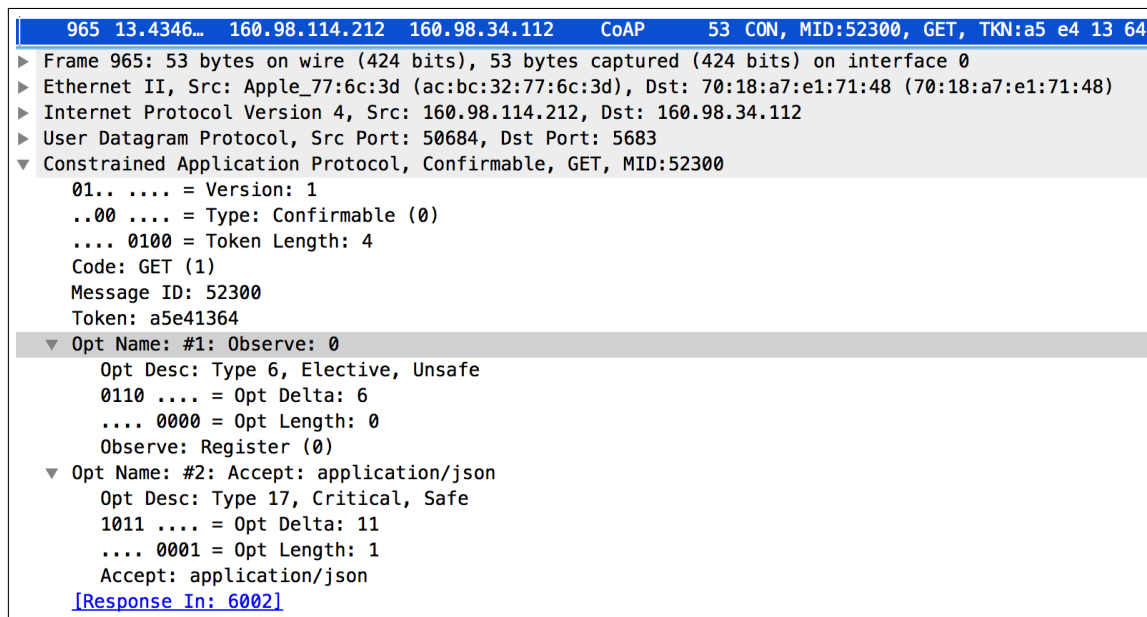 965 13.4346… 160.98.114.212 160.98.34.112 CoAP 53 CON, MID:52300, GET, TKN:a5 e4 13 64
Frame 965: 53 bytes on wire (424 bits), 53 bytes captured (424 bits) on interface 0
Ethernet II, Src: Apple_77:6c:3d (ac:bc:32:77:6c:3d), Dst: 70:18:a7:e1:71:48 (70:18:a7:e1:71:48)
Internet Protocol Version 4, Src: 160.98.114.212, Dst: 160.98.34.112
User Datagram Protocol, Src Port: 50684, Dst Port: 5683
Constrained Application Protocol, Confirmable, GET, MID:52300
01.. .... = Version: 1
..00 .... = Type: Confirmable (0)
.... 0100 = Token Length: 4
Code: GET (1)
Message ID: 52300
Token: a5e41364
Opt Name: #1: Observe: 0
Opt Desc: Type 6, Elective, Unsafe
0110 .... = Opt Delta: 6
.... 0000 = Opt Length: 0
Observe: Register (0)
Opt Name: #2: Accept: application/json
Opt Desc: Type 17, Critical, Safe
1011 .... = Opt Delta: 11
.... 0001 = Opt Length: 1
Accept: application/json
[Response In: 6002]